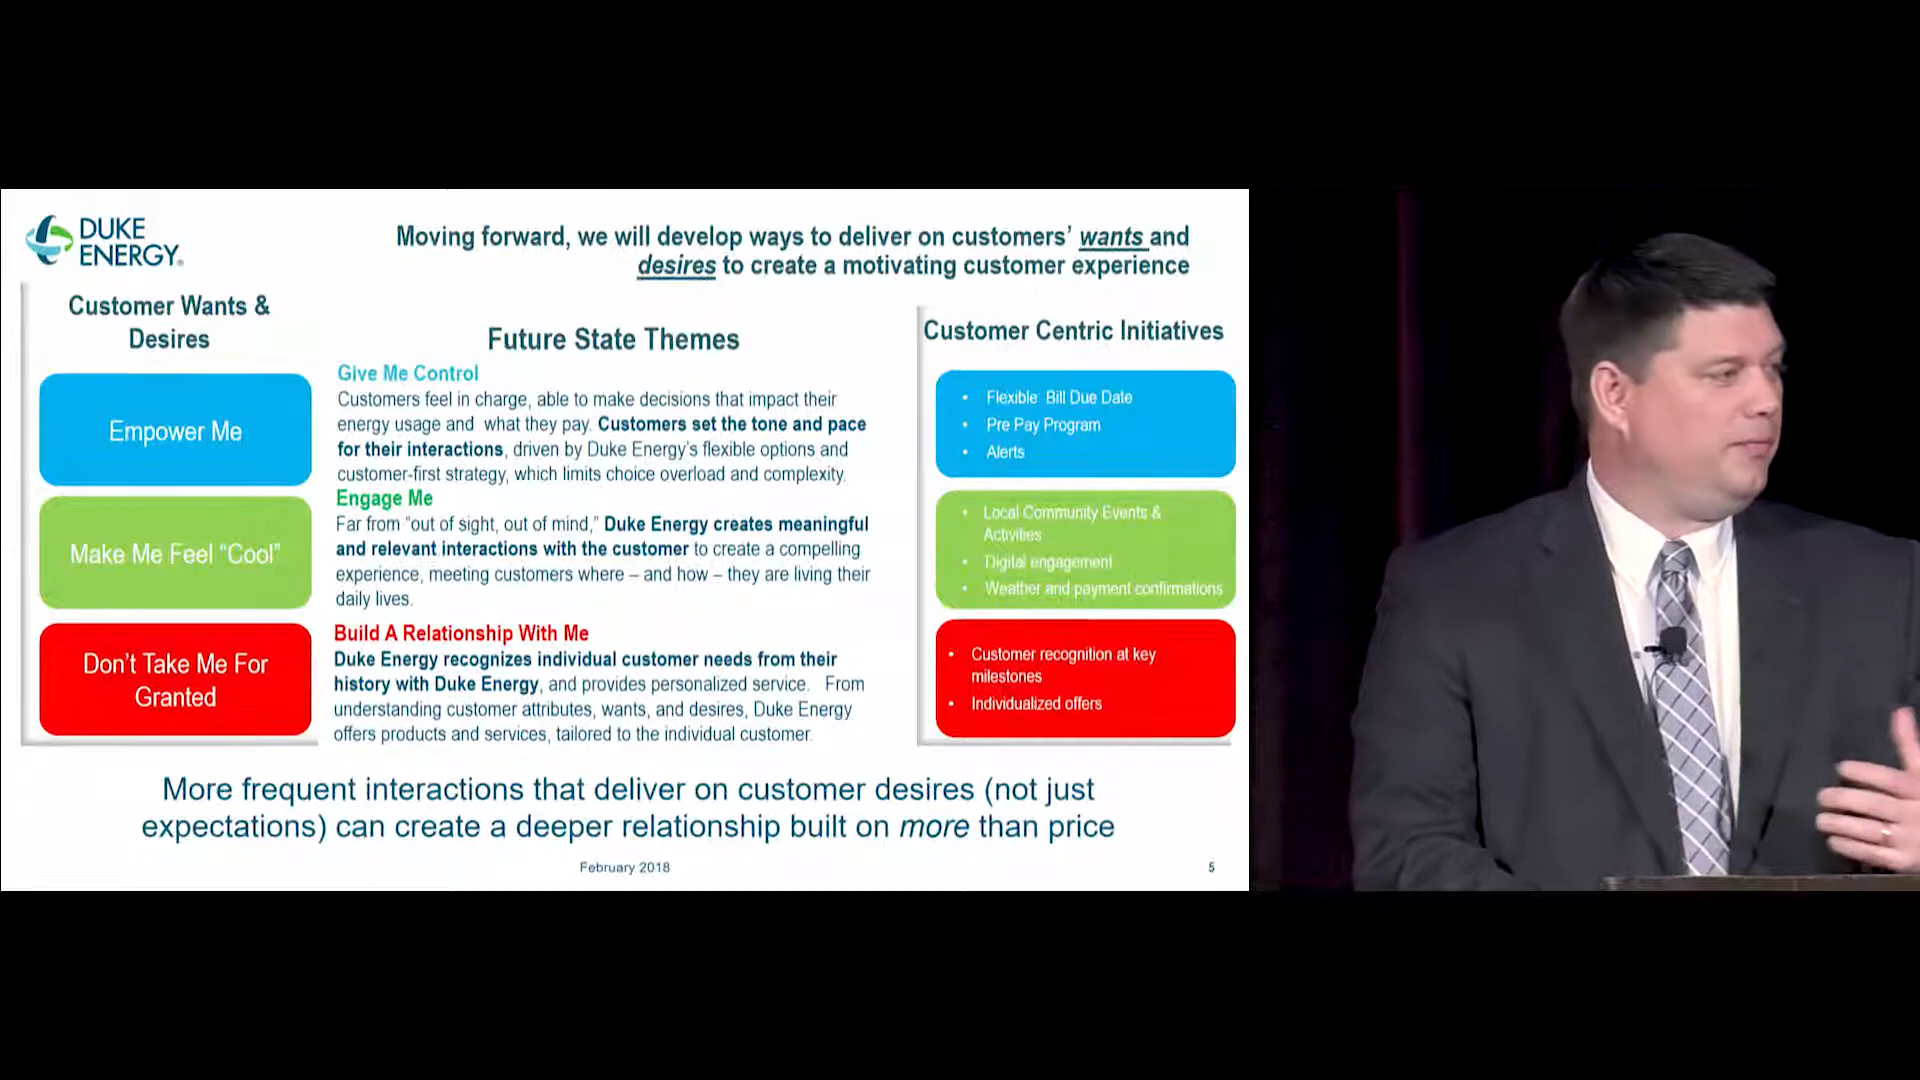 DUKE
ENERGY®
Moving forward, we will develop ways to deliver on customers' wants and
desires to create a motivating customer experience
Customer Wants &
Desires
Empower Me
Make Me Feel “Cool”
Don’t Take Me For
Granted
Future State Themes
Give Me Control
Customers feel in charge, able to make decisions that impact their
energy usage and what they pay. Customers set the tone and pace
for their interactions, driven by Duke Energy’s flexible options and
customer-first strategy, which limits choice overload and complexity.
Engage Me
Far from “out of sight, out of mind,” Duke Energy creates meaningful
and relevant interactions with the customer to create a compelling
experience, meeting customers where – and how – they are living their
daily lives.
Build A Relationship With Me
Duke Energy recognizes individual customer needs from their
history with Duke Energy, and provides personalized service. From
understanding customer attributes, wants, and desires, Duke Energy
offers products and services, tailored to the individual customer.
Customer Centric Initiatives
• Flexible Bill Due Date
• Pre Pay Program
• Alerts
• Local Community Events &
Activities
• Digital engagement
• Weather and payment confirmations
• Customer recognition at key
milestones
• Individualized offers
More frequent interactions that deliver on customer desires (not just
expectations) can create a deeper relationship built on more than price
February 2018
5